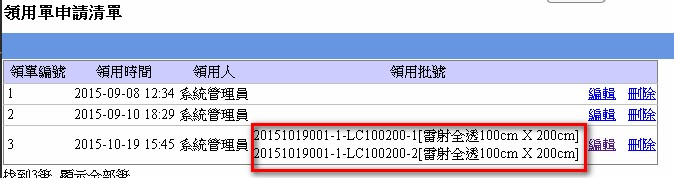 領用單申請清單
領單編號 領用時間 領用人 領用批號
1 2015-09-08 12:34 系統管理員 編輯 刪除
2 2015-09-10 18:29 系統管理員 編輯 刪除
20151019001-1-LC100200-1[雷射全透100cm X 200cm]
3 2015-10-19 15:45 系統管理員 編輯 刪除
20151019001-1-LC100200-2[雷射全透100cm X 200cm]
找到3筆, 顯示全部筆